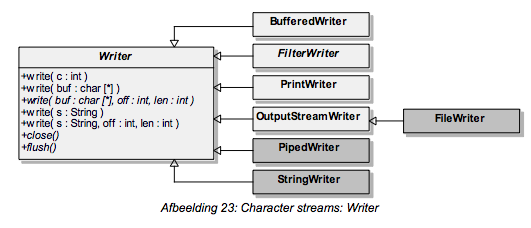 BufferedWriter
Writer
FilterWriter
+write( c : int )
+write( buf : char [*] )
+write( buf : char [*], off : int, len : int )
+write( s : String )
+write( s : String, off : int, len : int )
+close()
+flush()
PrintWriter
OutputStreamWriter
FileWriter
PipedWriter
StringWriter
Afbeelding 23: Character streams: Writer